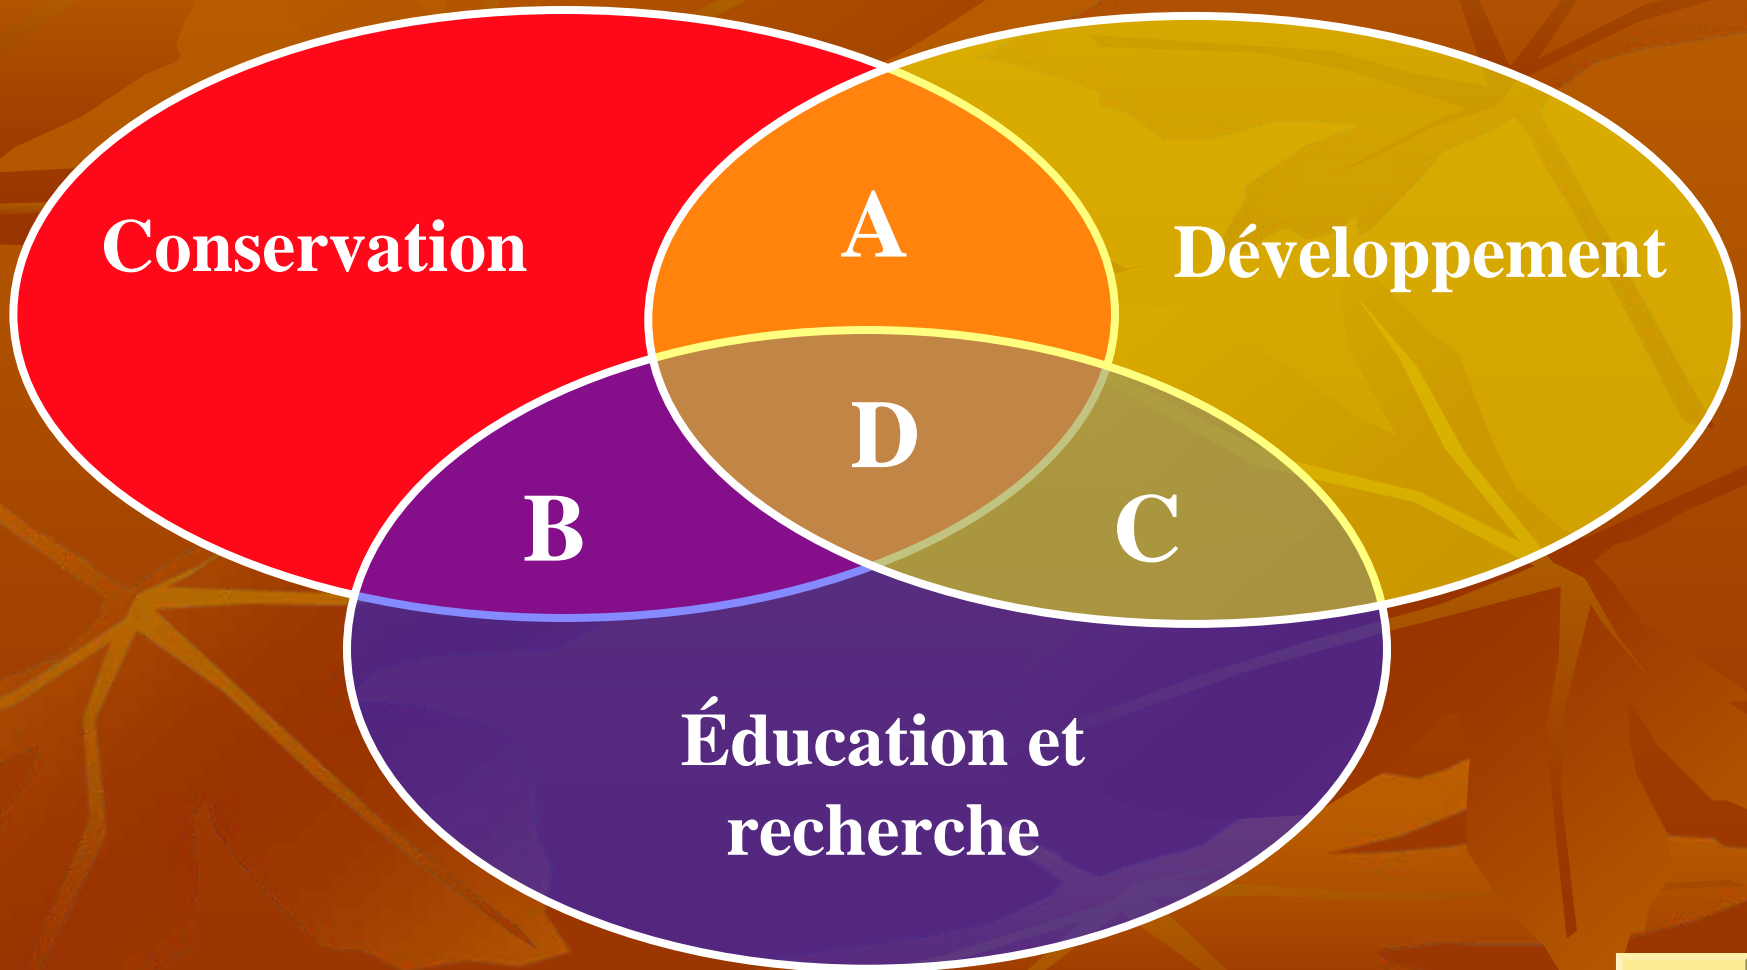 Conservation
A
Développement
D
B
C
Éducation et
recherche